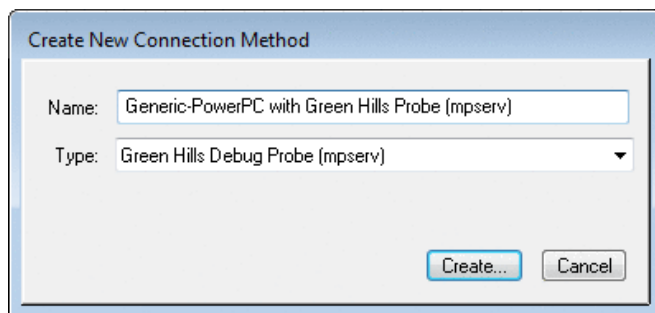 Create New Connection Method
Name: Generic-PowerPC with Green Hills Probe (mpserv)
Type: Green Hills Debug Probe (mpserv)
Create... Cancel